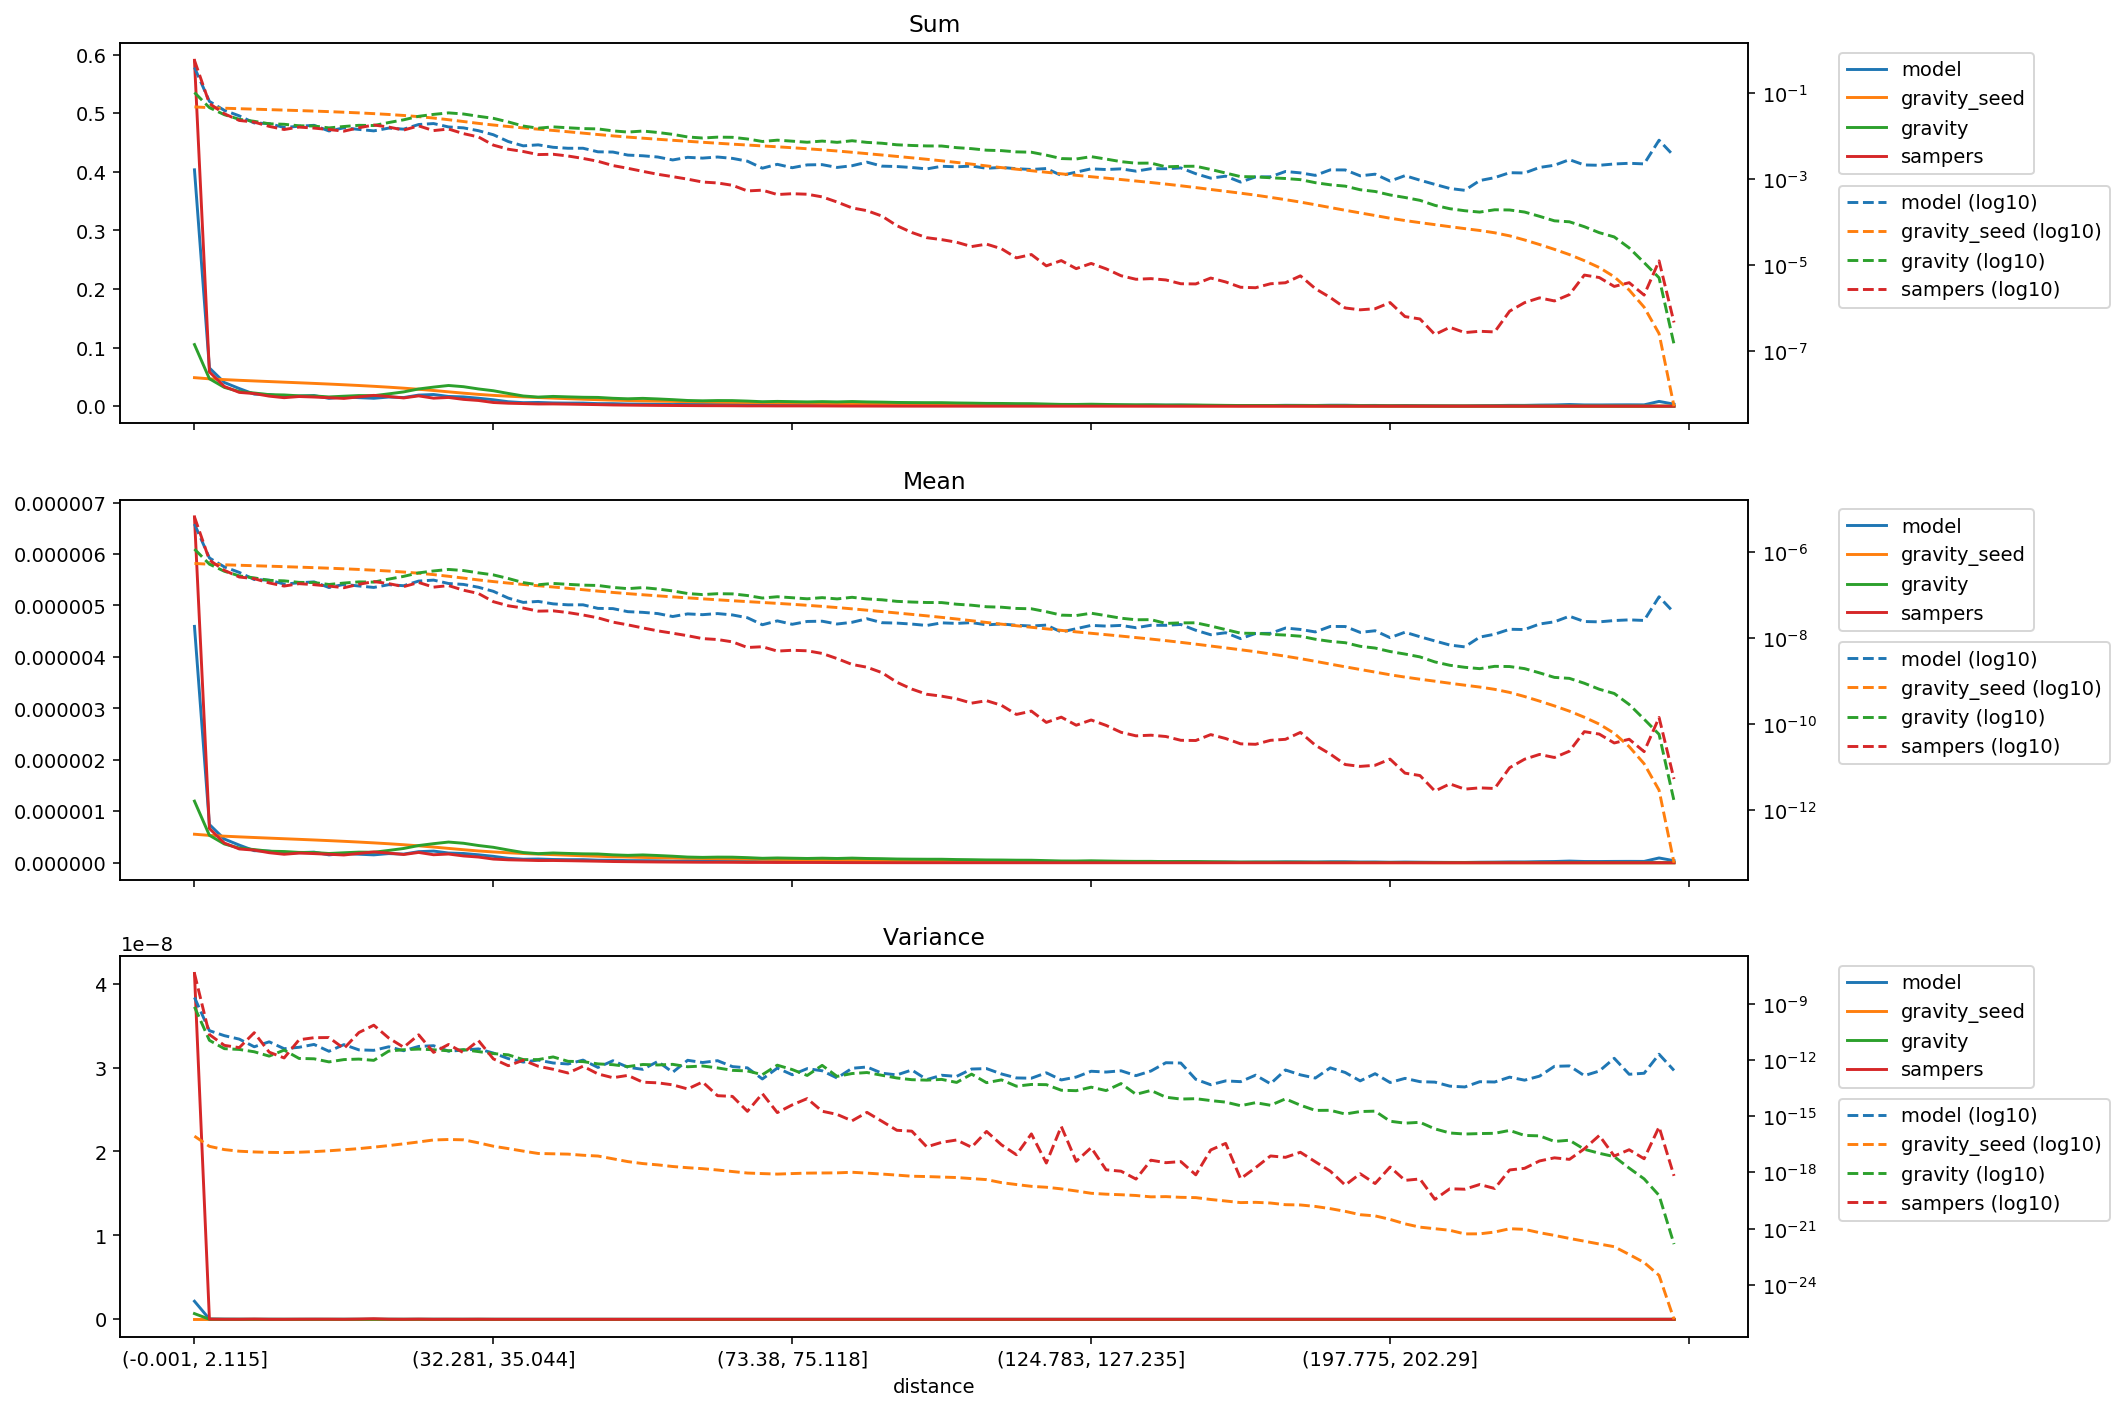 Sum
0.6
0.5
0.4
0.3
0.2
0.1
0.0
10−1
10−3
10−5
10−7
model
gravity_seed
gravity
sampers
model (log10)
gravity_seed (log10)
gravity (log10)
sampers (log10)
Mean
0.000007
0.000006
0.000005
0.000004
0.000003
0.000002
0.000001
0.000000
10−6
10−8
10−10
10−12
model
gravity_seed
gravity
sampers
model (log10)
gravity_seed (log10)
gravity (log10)
sampers (log10)
Variance
1e−8
4
3
2
1
0
10−9
10−12
10−15
10−18
10−21
10−24
model
gravity_seed
gravity
sampers
model (log10)
gravity_seed (log10)
gravity (log10)
sampers (log10)
(-0.001, 2.115]
(32.281, 35.044]
(73.38, 75.118]
(124.783, 127.235]
(197.775, 202.29]
distance